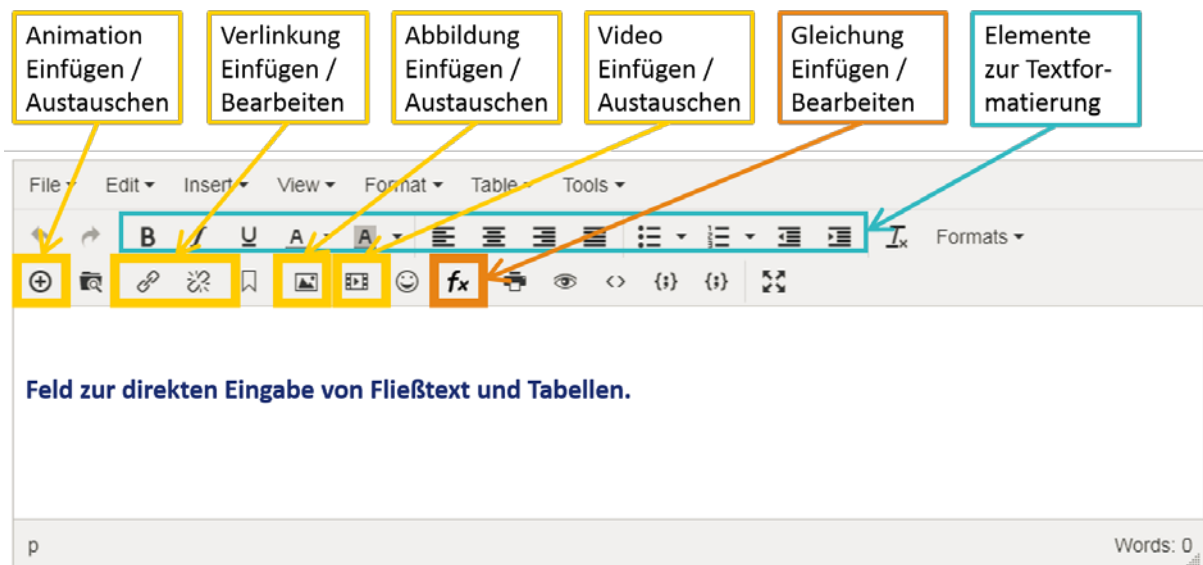 Animation
Einfügen /
Austauschen
Verlinkung
Einfügen /
Bearbeiten
Abbildung
Einfügen /
Austauschen
Video
Einfügen /
Austauschen
Gleichung
Einfügen /
Bearbeiten
Elemente
zur Textfor-
matierung
File Edit Insert View Format Table Tools
B I U A A Formats
fx
Feld zur direkten Eingabe von Fließtext und Tabellen.
p Words: 0